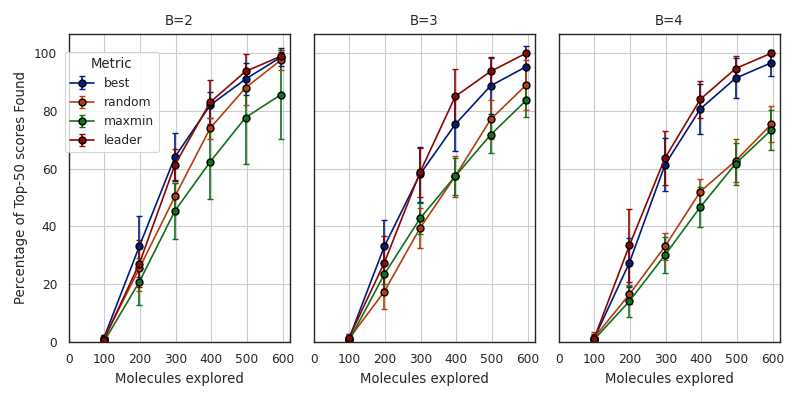 B=2
B=3
B=4
Percentage of Top-50 scores Found
100
80
60
40
20
0
Metric
best
random
maxmin
leader
0 100 200 300 400 500 600
0 100 200 300 400 500 600
0 100 200 300 400 500 600
Molecules explored
Molecules explored
Molecules explored